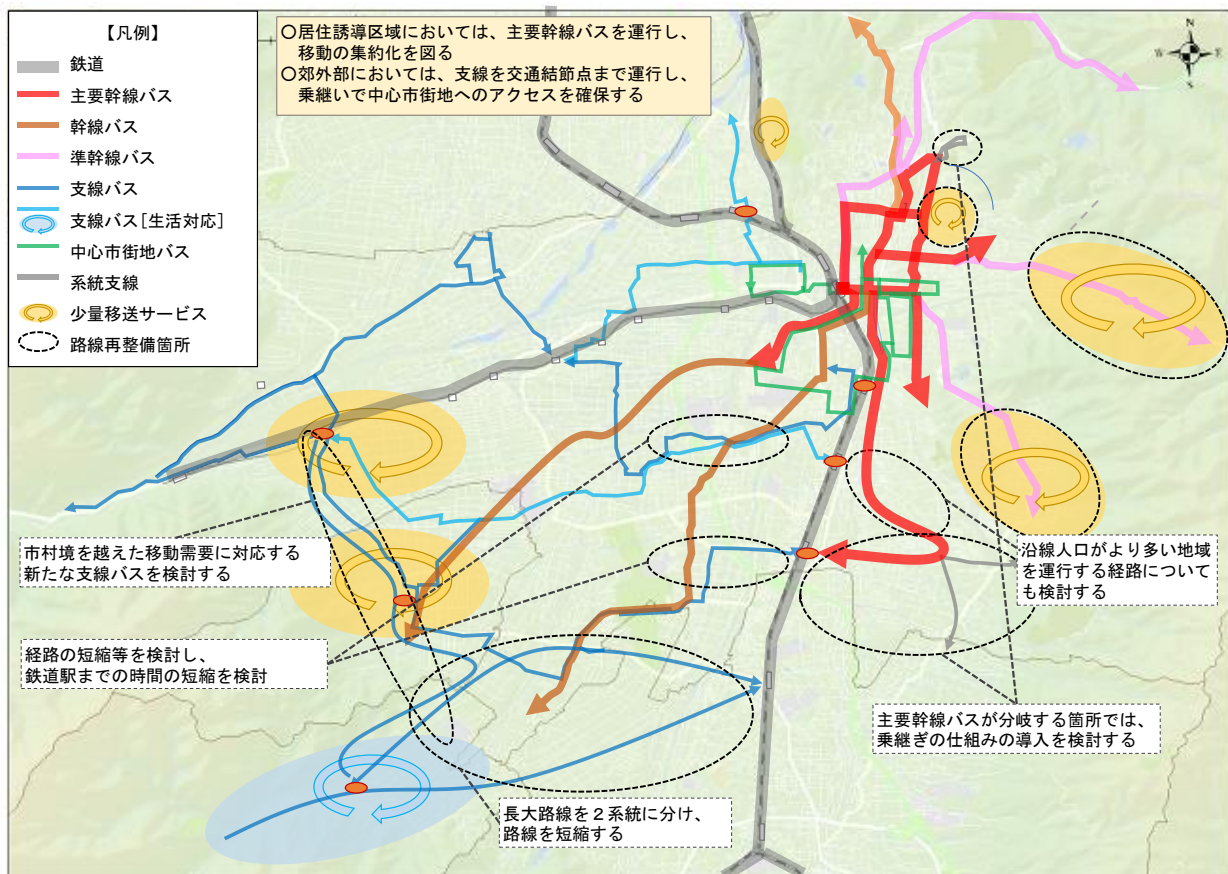 【凡例】
鉄道
主要幹線バス
幹線バス
準幹線バス
支線バス
支線バス[生活対応]
中心市街地バス
系統支線
少量移送サービス
路線再整備箇所
〇居住誘導区域においては、主要幹線バスを運行し、
移動の集約化を図る
〇郊外部においては、支線を交通結節点まで運行し、
乗継いで中心市街地へのアクセスを確保する
N
W
E
S
市村境を越えた移動需要に対応する
新たな支線バスを検討する
経路の短縮等を検討し、
鉄道駅までの時間の短縮を検討
長大路線を２系統に分け、
路線を短縮する
沿線人口がより多い地域
を運行する経路について
も検討する
主要幹線バスが分岐する箇所では、
乗継ぎの仕組みの導入を検討する